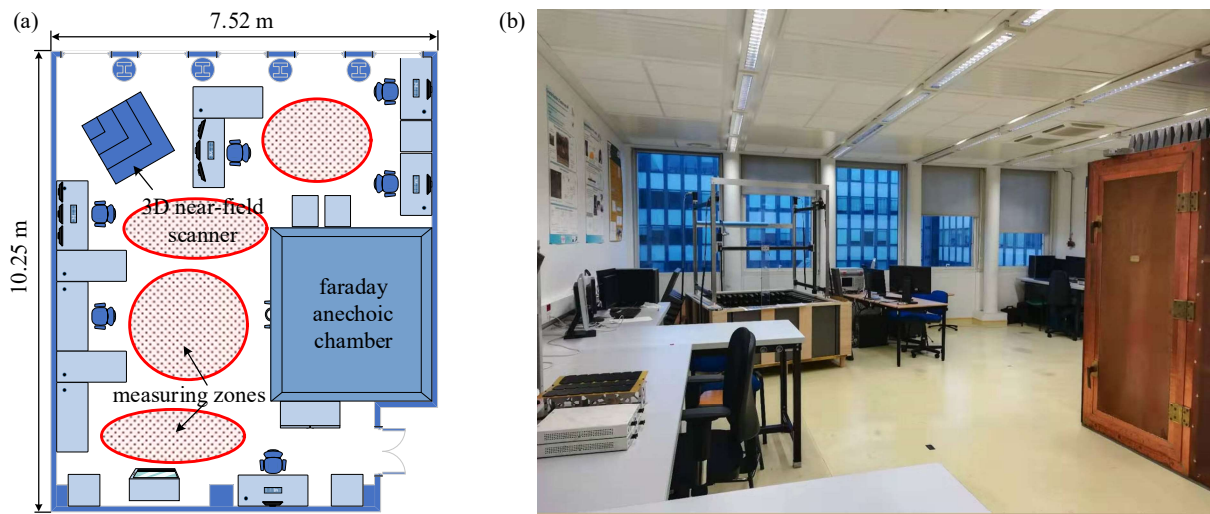 (a)
7.52 m
(b)
10.25 m
3D near-field
scanner
faraday
anechoic
chamber
measuring zones